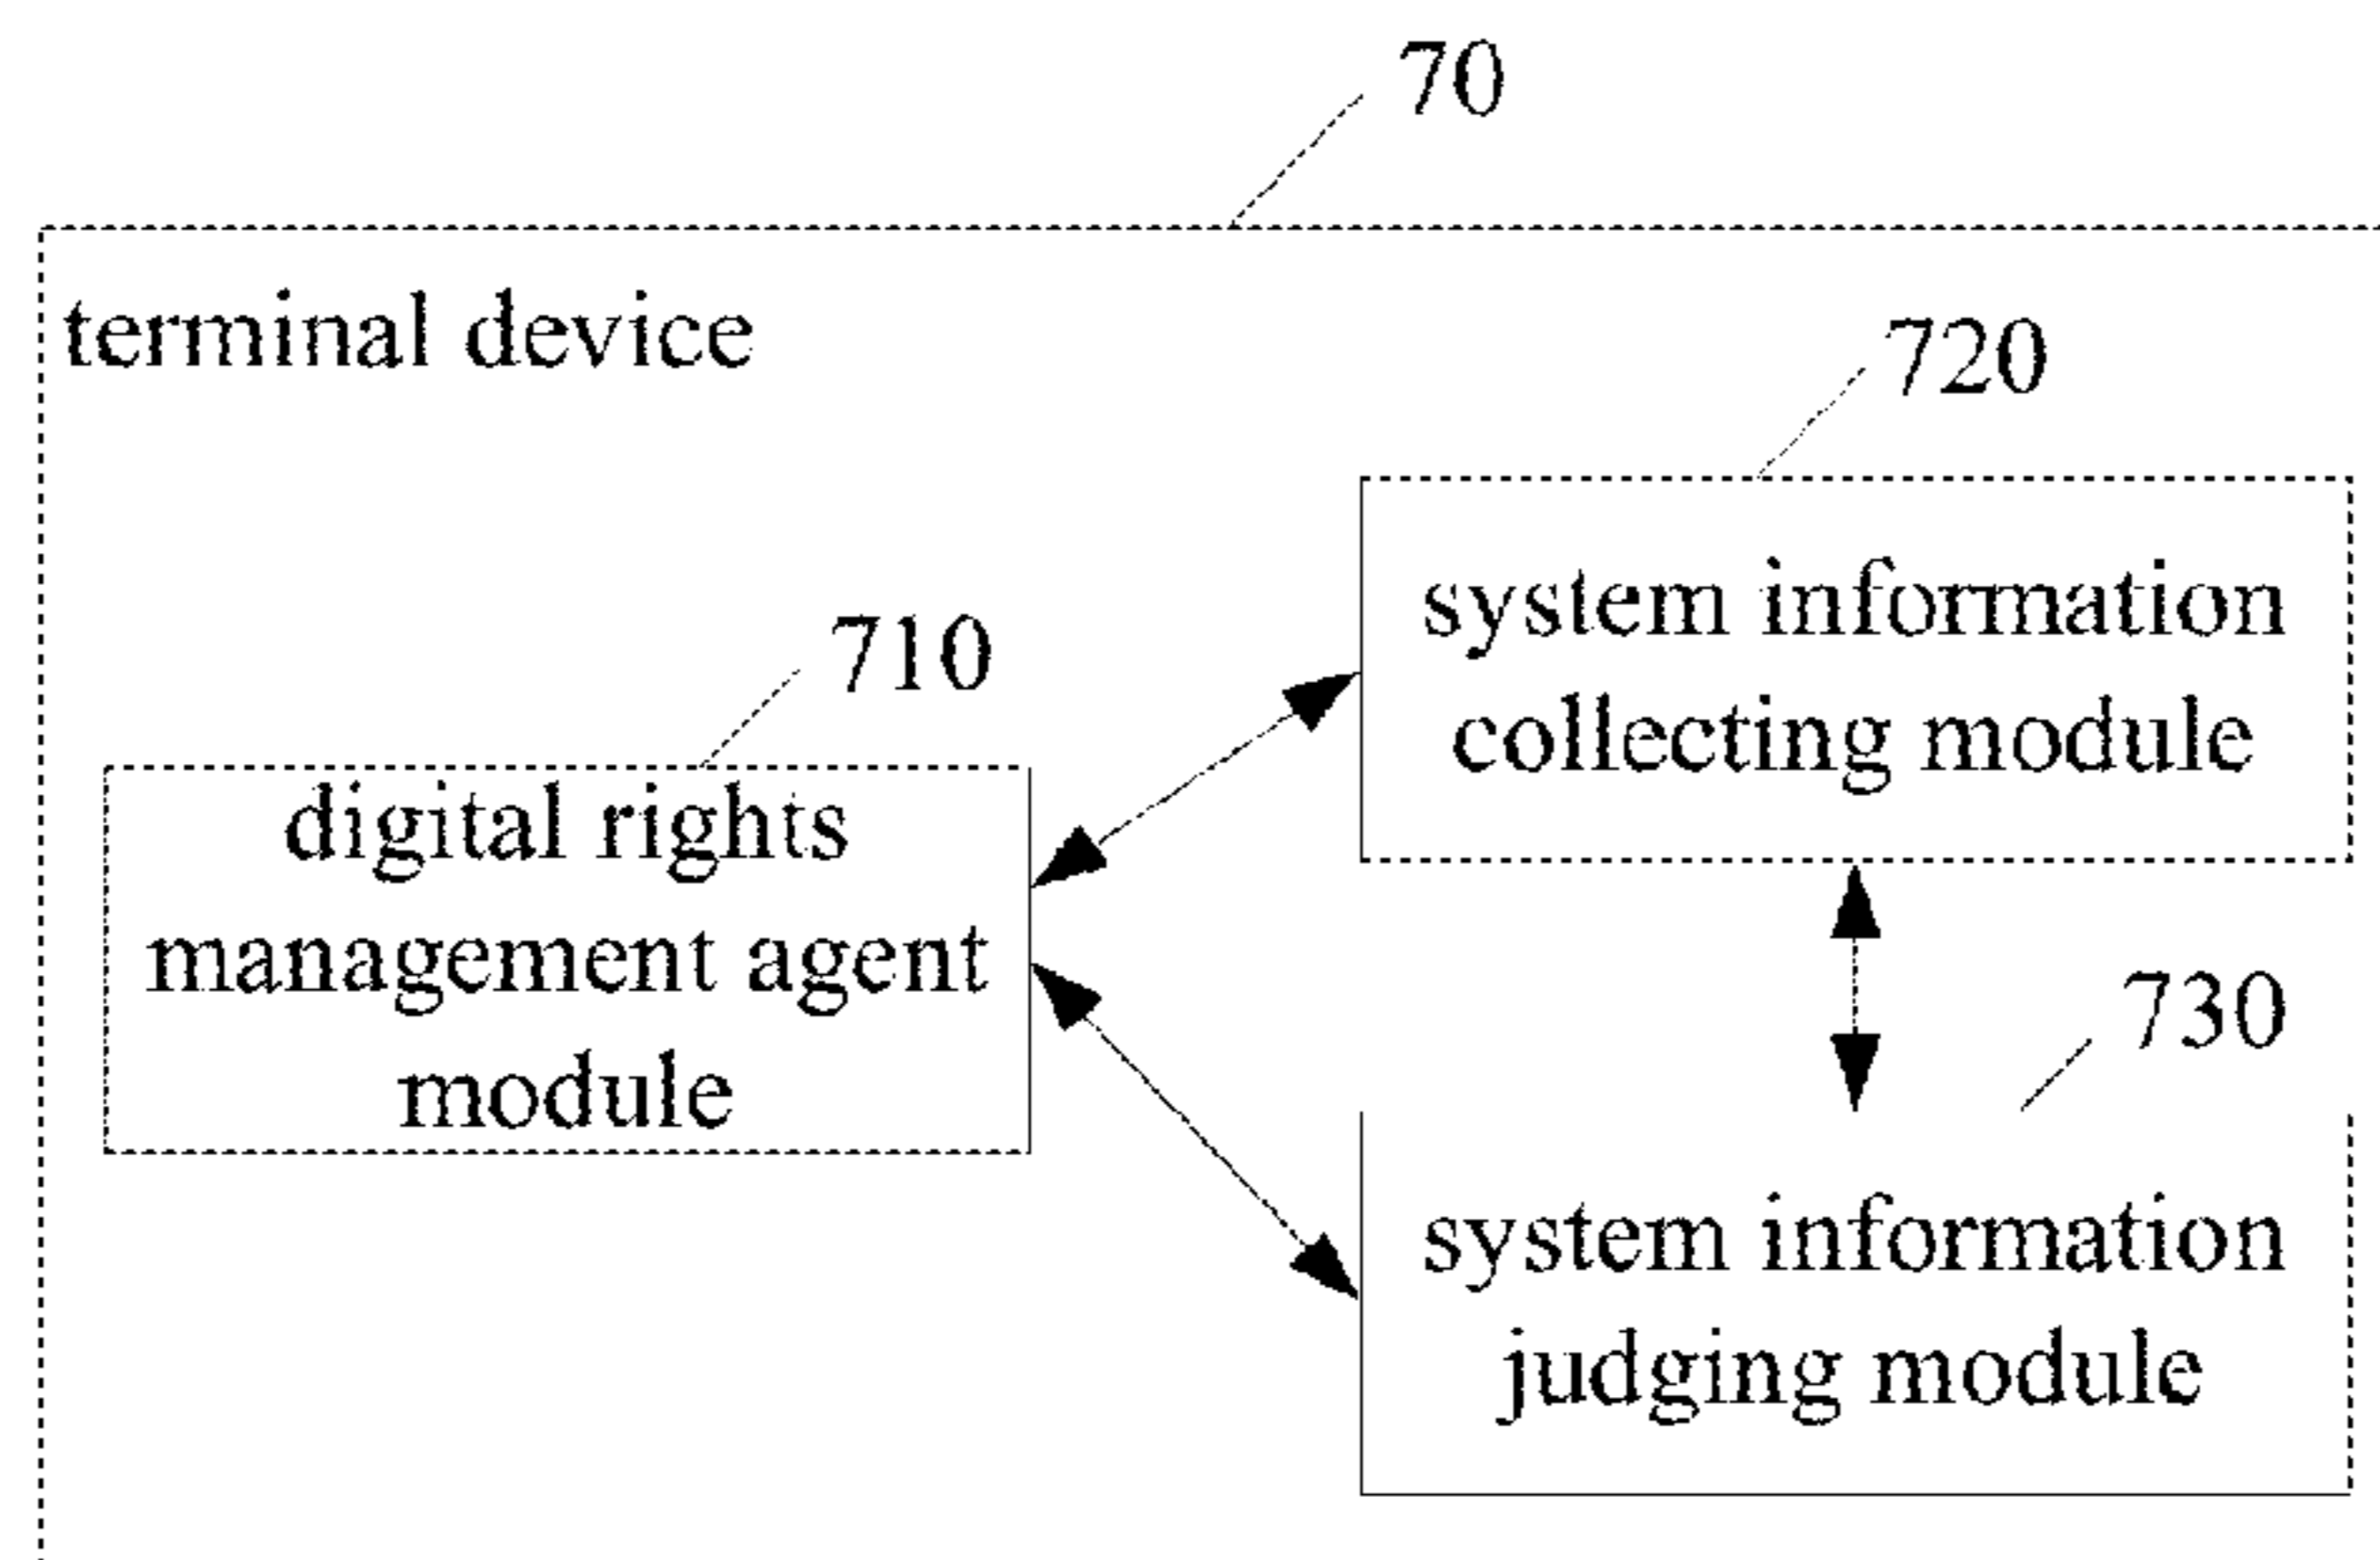 70
terminal device
720
system information
collecting module
710
digital rights
management agent
module
730
system information
judging module